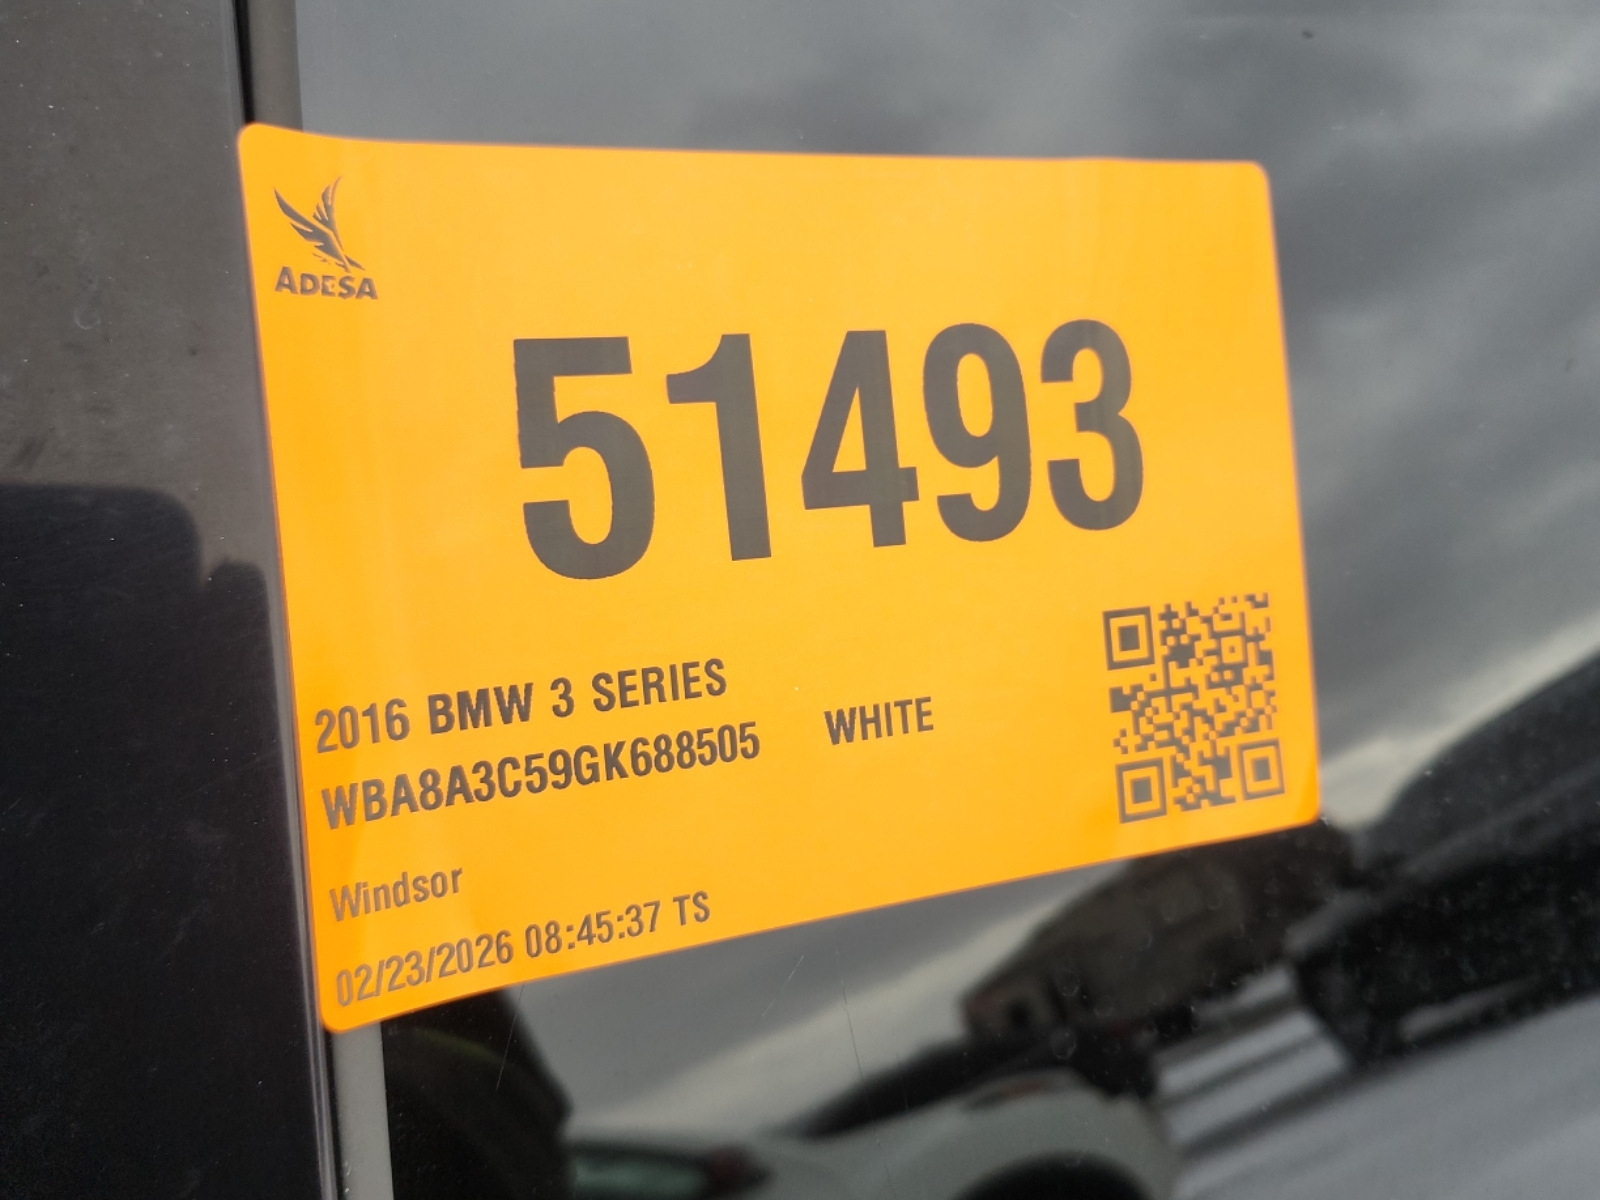 ADESA
51493
2016 BMW 3 SERIES
WBA8A3C59GK688505 WHITE
Windsor
02/23/2026 08:45:37 TS